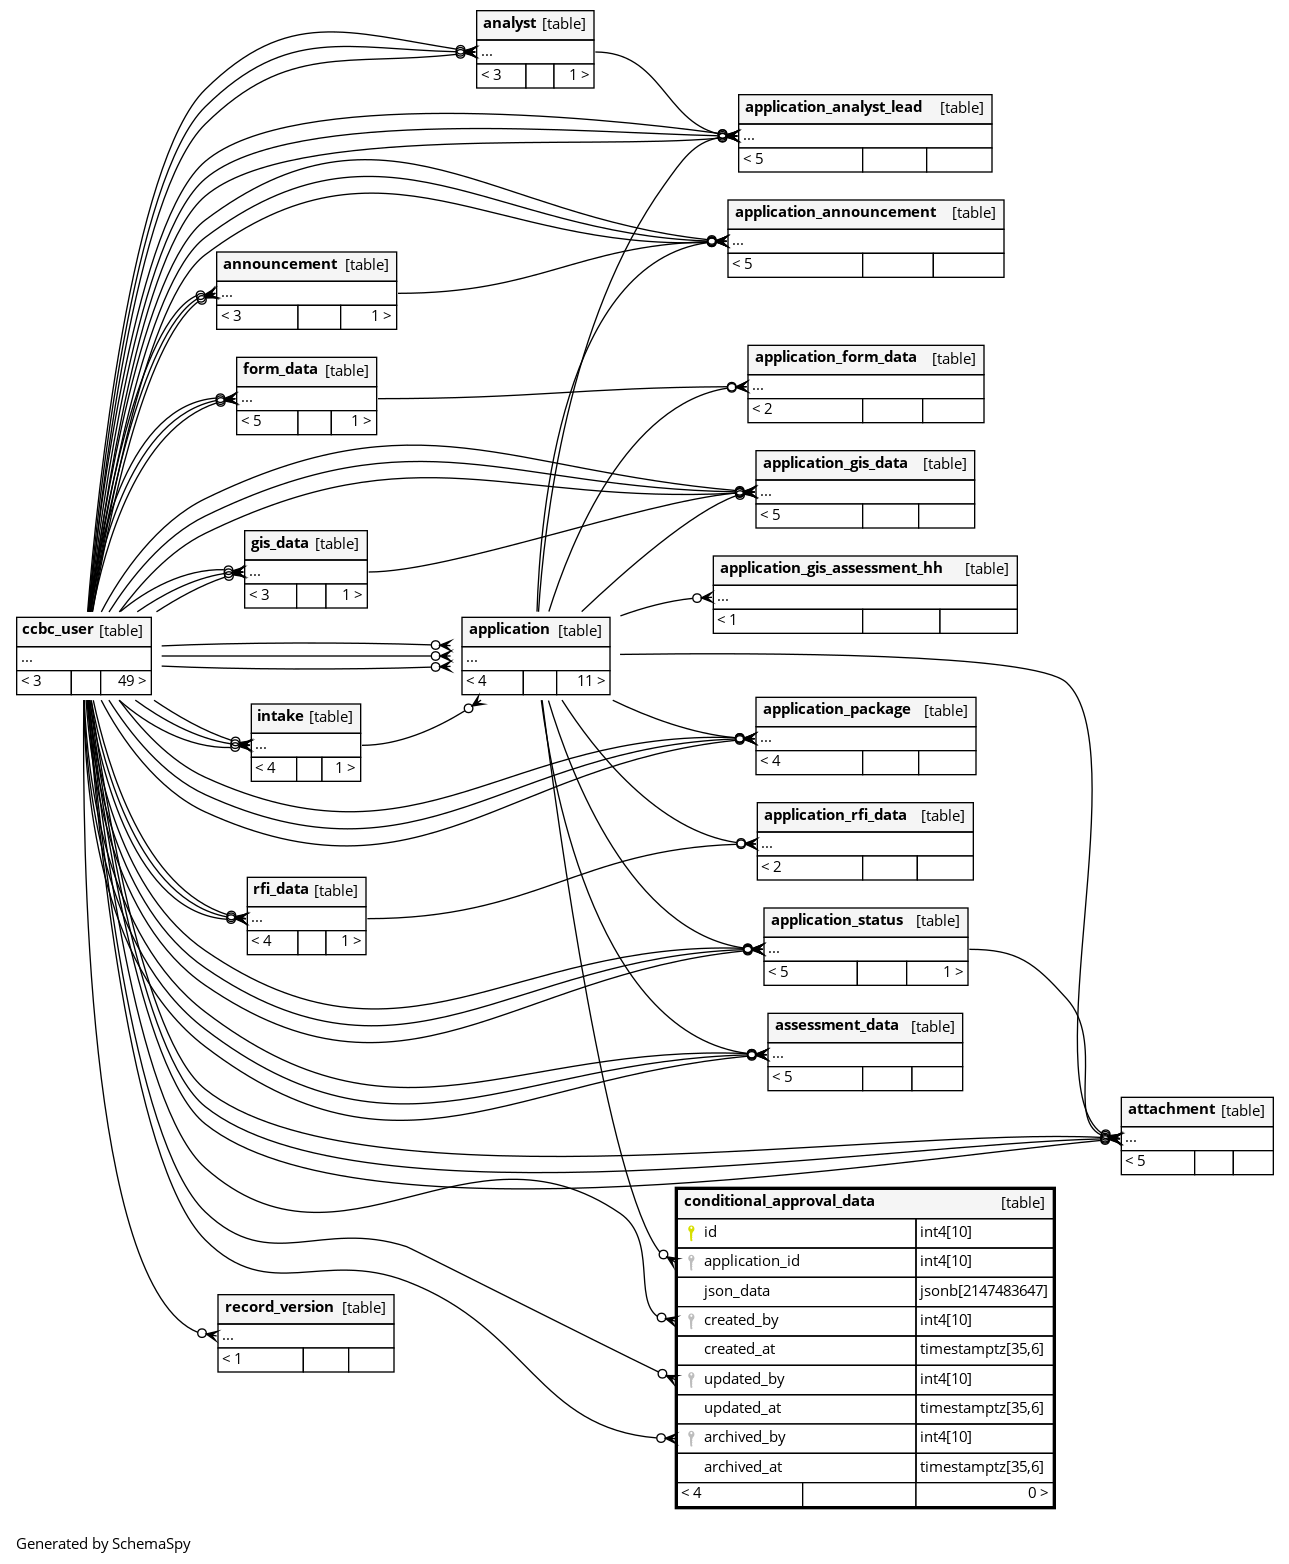 analyst [table]
...
< 3 1 >
application_analyst_lead [table]
...
< 5
application_announcement [table]
...
< 5
announcement [table]
...
< 3 1 >
application_form_data [table]
...
< 2
form_data [table]
...
< 5 1 >
application_gis_data [table]
...
< 5
gis_data [table]
...
< 3 1 >
application_gis_assessment_hh [table]
...
< 1
ccbc_user [table]
...
< 3 49 >
application [table]
...
< 4 11 >
intake [table]
...
< 4 1 >
application_package [table]
...
< 4
application_rfi_data [table]
...
< 2
rfi_data [table]
...
< 4 1 >
application_status [table]
...
< 5 1 >
assessment_data [table]
...
< 5
attachment [table]
...
< 5
conditional_approval_data [table]
id int4[10]
application_id int4[10]
json_data jsonb[2147483647]
created_by int4[10]
created_at timestamptz[35,6]
updated_by int4[10]
updated_at timestamptz[35,6]
archived_by int4[10]
archived_at timestamptz[35,6]
< 4 0 >
record_version [table]
...
< 1
Generated by SchemaSpy